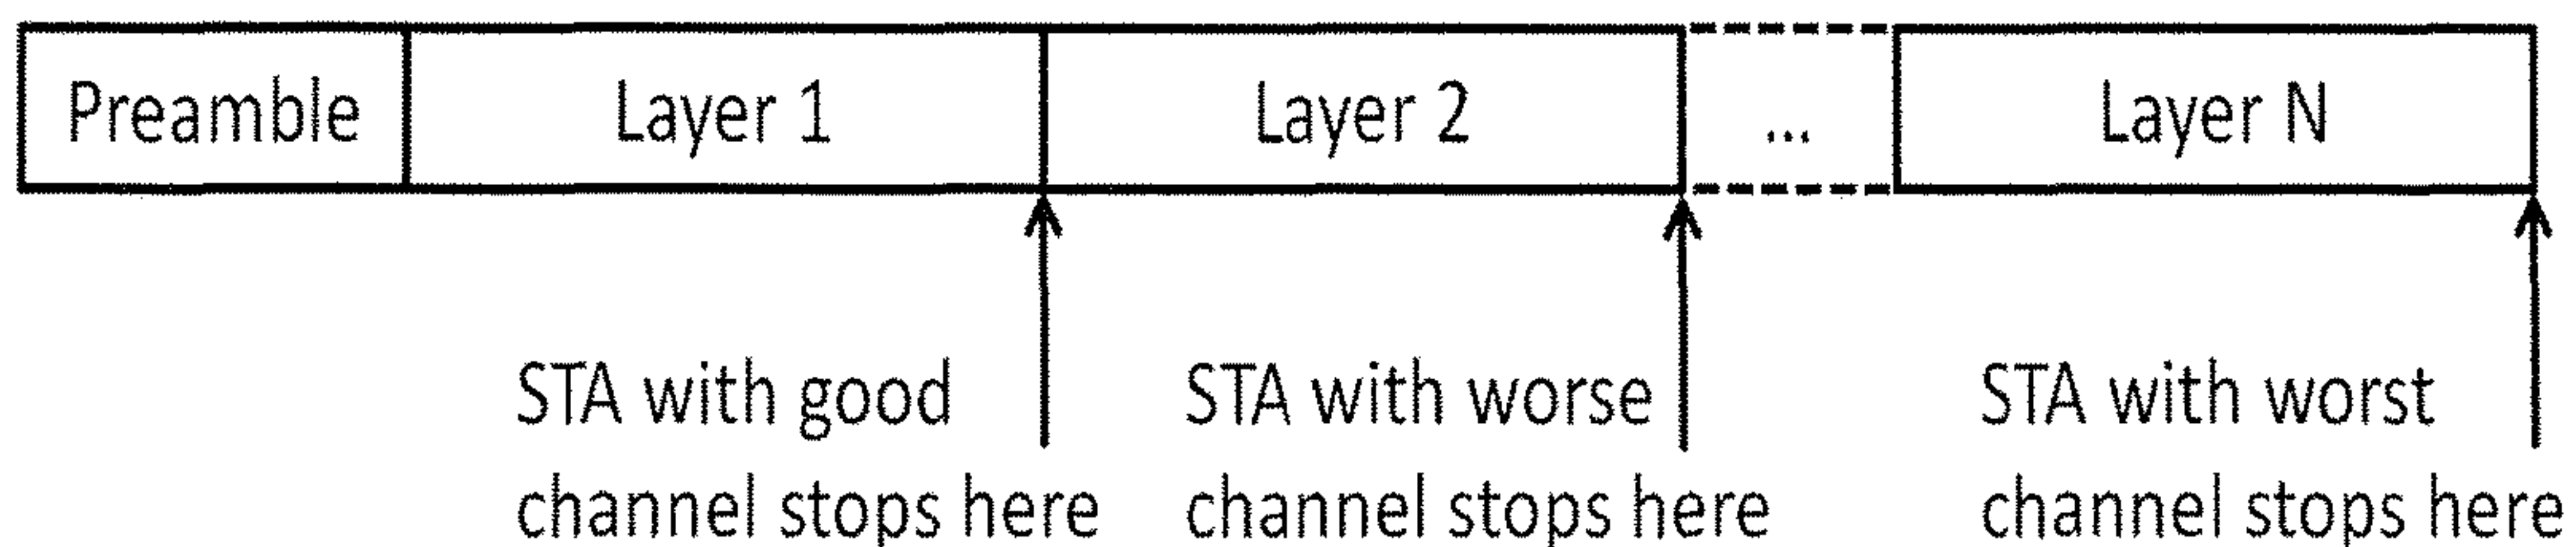 Preamble Layer 1 Layer 2 ... Layer N
STA with good STA with worse STA with worst
channel stops here channel stops here channel stops here